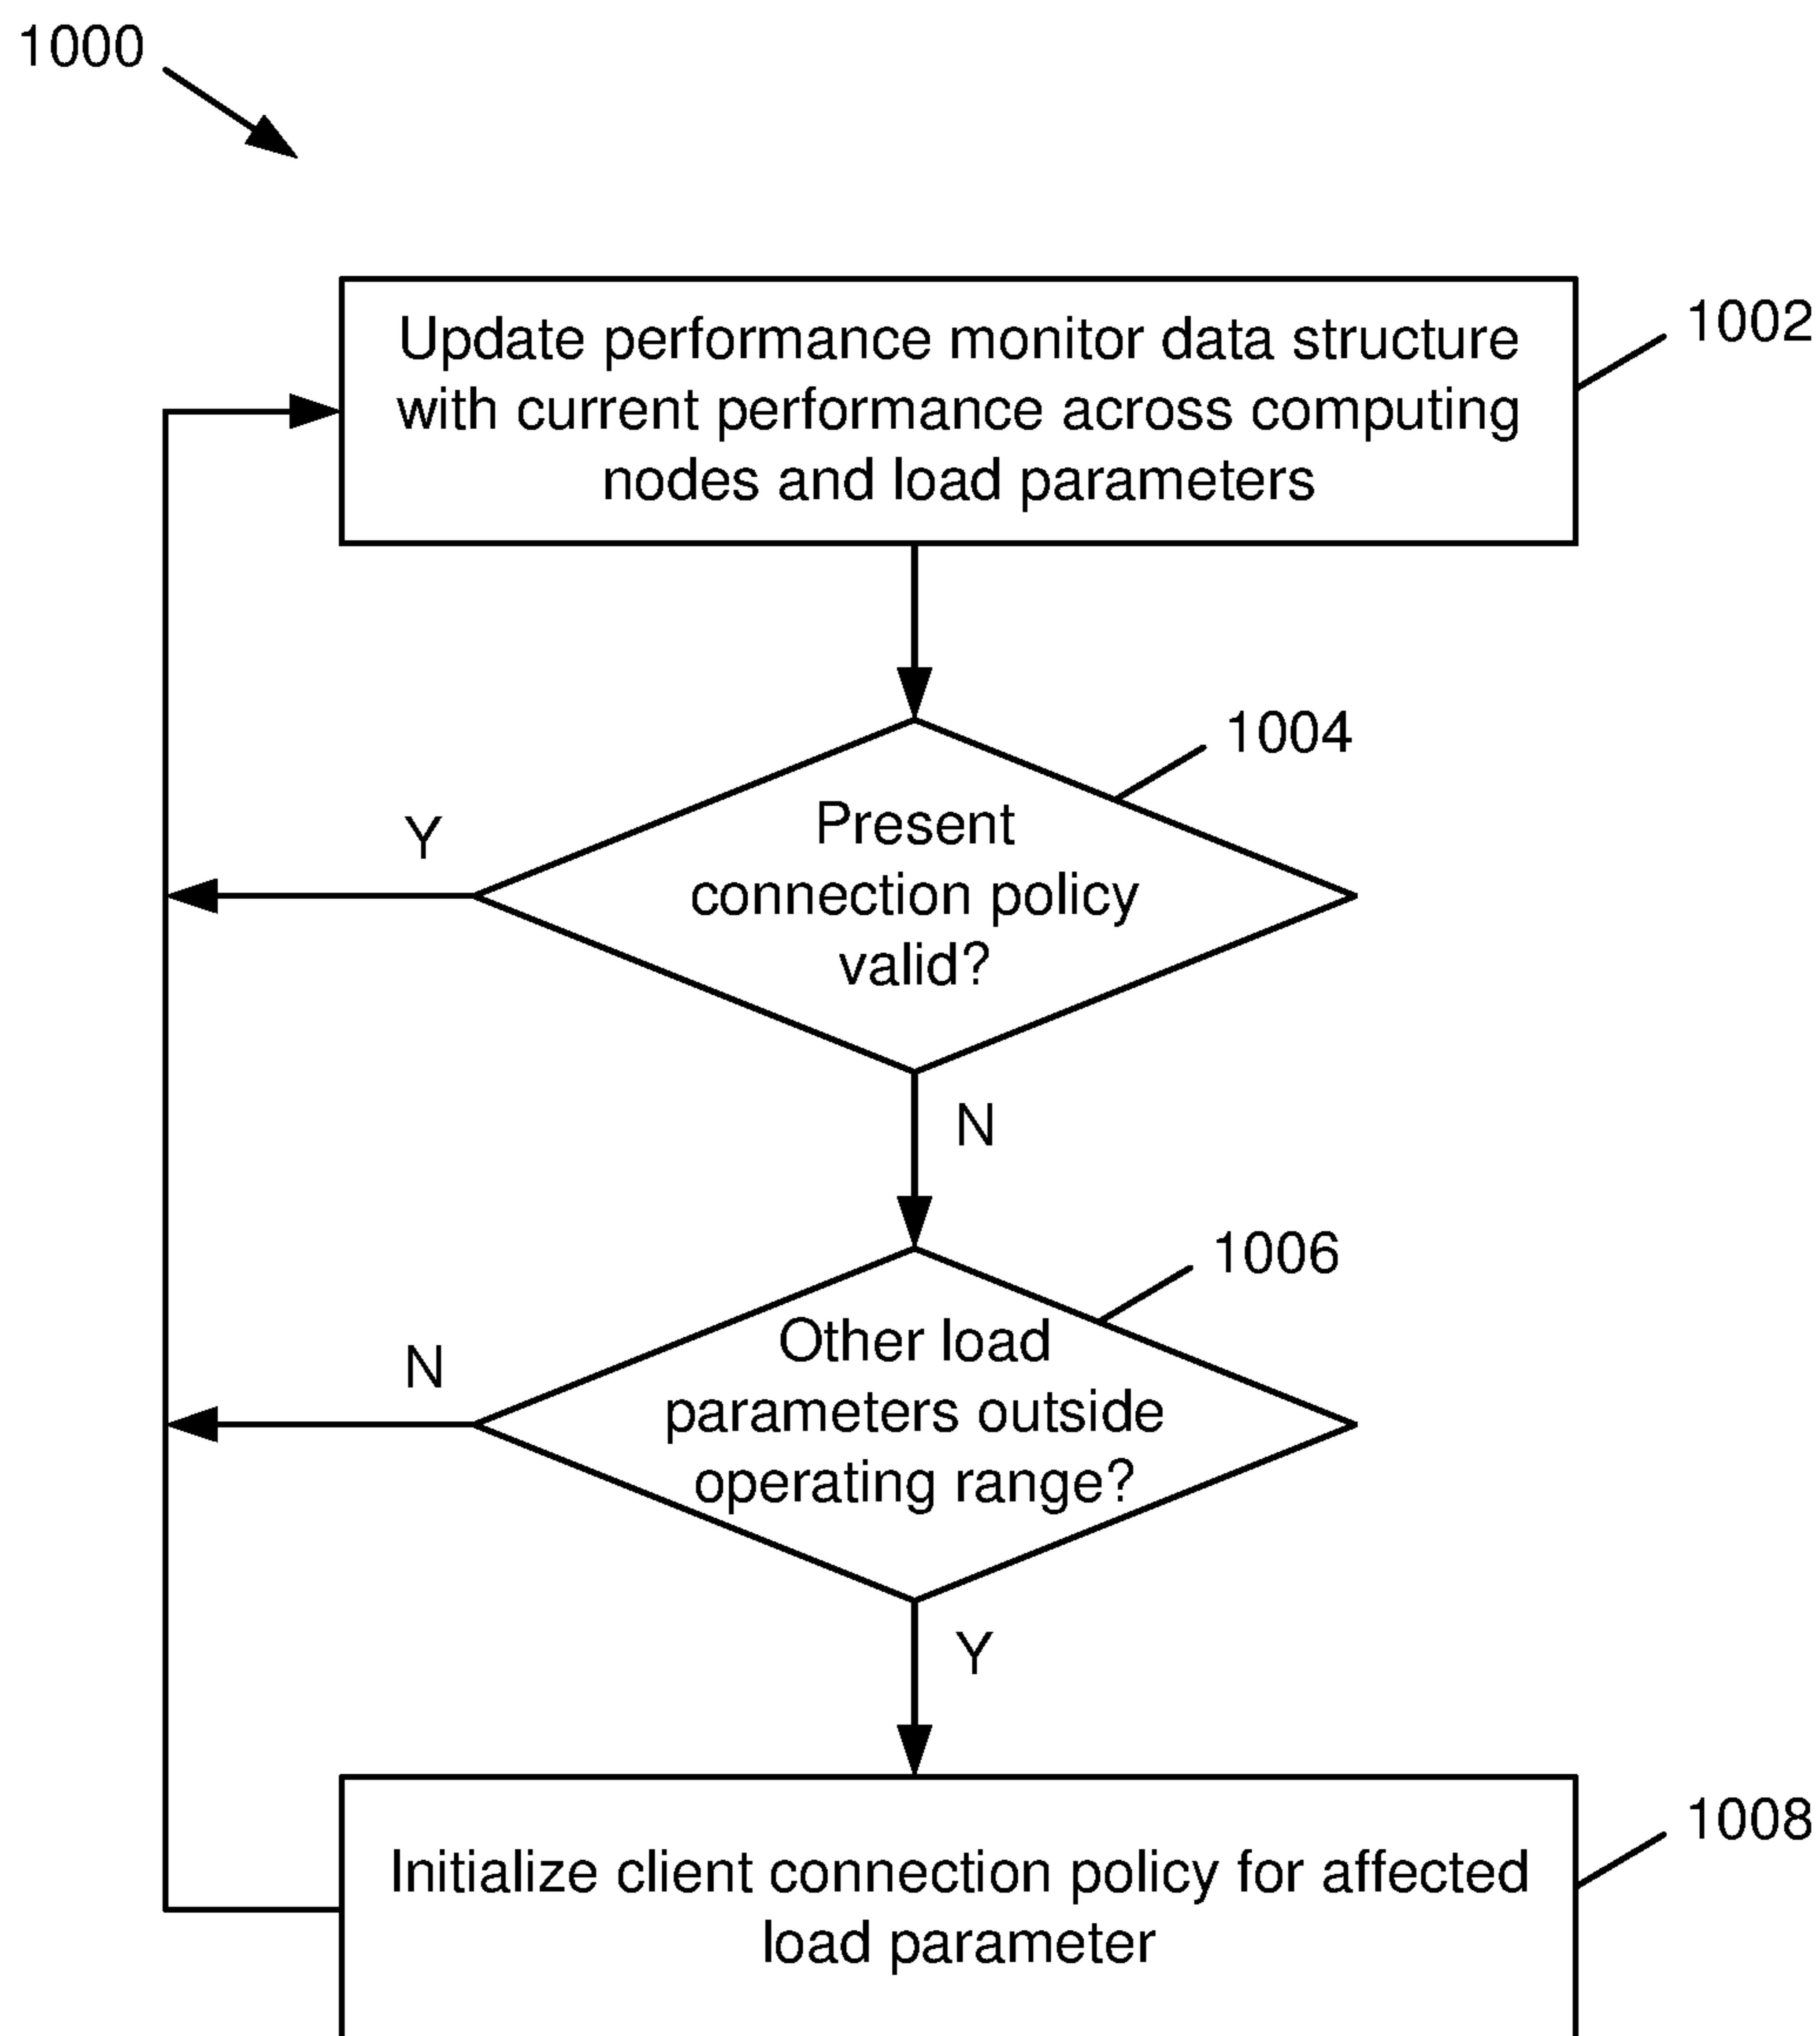 1000
Update performance monitor data structure
with current performance across computing
nodes and load parameters
1002
1004
Present
connection policy
valid?
Y
N
1006
Other load
parameters outside
operating range?
N
Y
1008
Initialize client connection policy for affected
load parameter